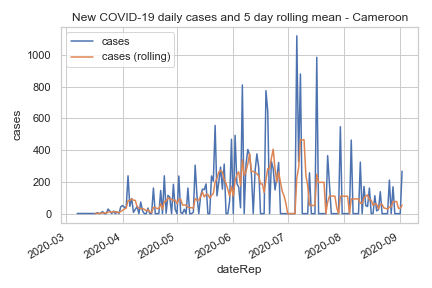 New COVID-19 daily cases and 5 day rolling mean - Cameroon
cases
cases (rolling)
1000
800
600
400
200
0
cases
2020-03
2020-04
2020-05
2020-06
2020-07
2020-08
2020-09
dateRep